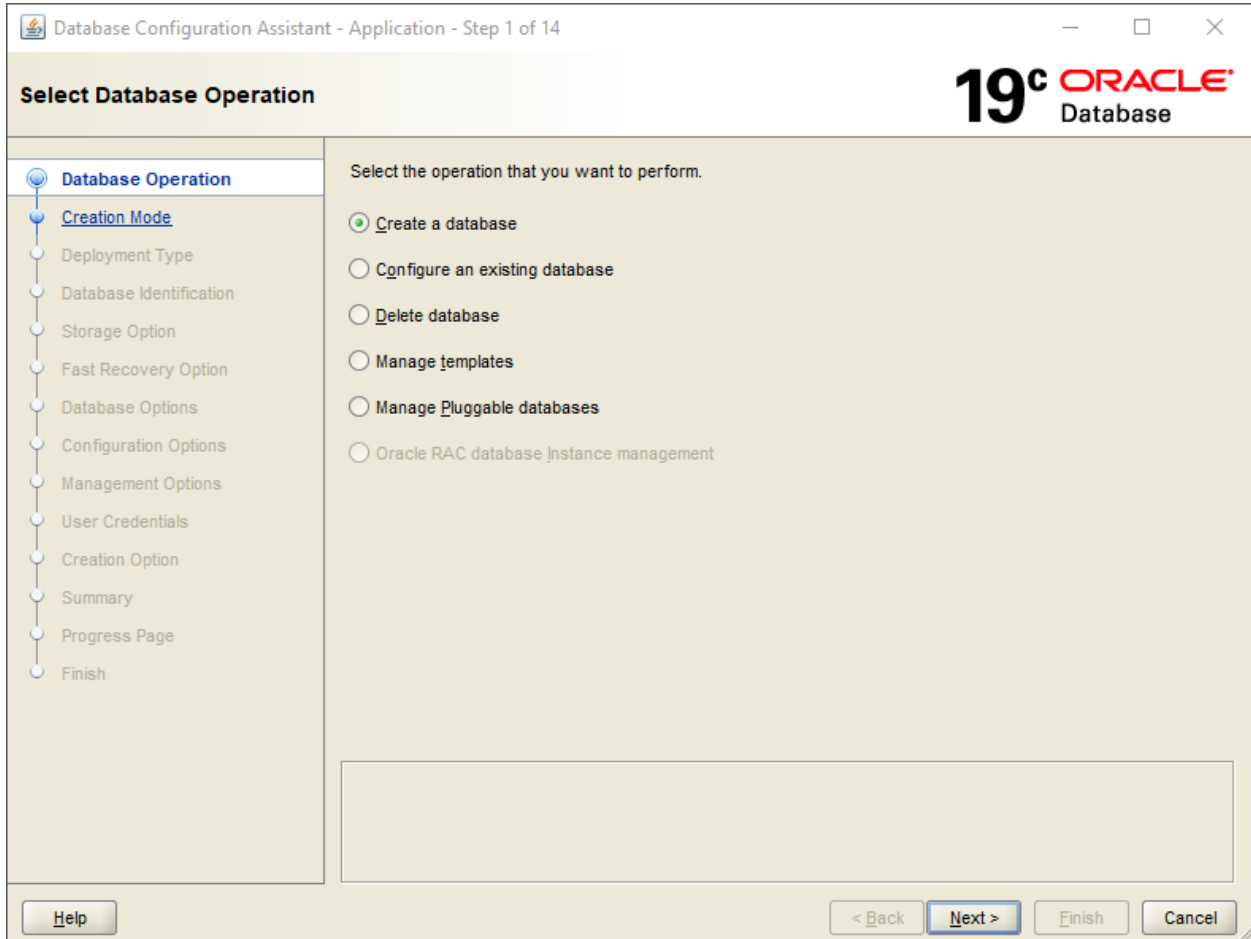 Database Configuration Assistant - Application - Step 1 of 14
Select Database Operation
19c ORACLE
Database
Database Operation
Creation Mode
Deployment Type
Database Identification
Storage Option
Fast Recovery Option
Database Options
Configuration Options
Management Options
User Credentials
Creation Option
Summary
Progress Page
Finish
Select the operation that you want to perform.
Create a database
Configure an existing database
Delete database
Manage templates
Manage Pluggable databases
Oracle RAC database Instance management
Help
< Back
Next >
Finish
Cancel